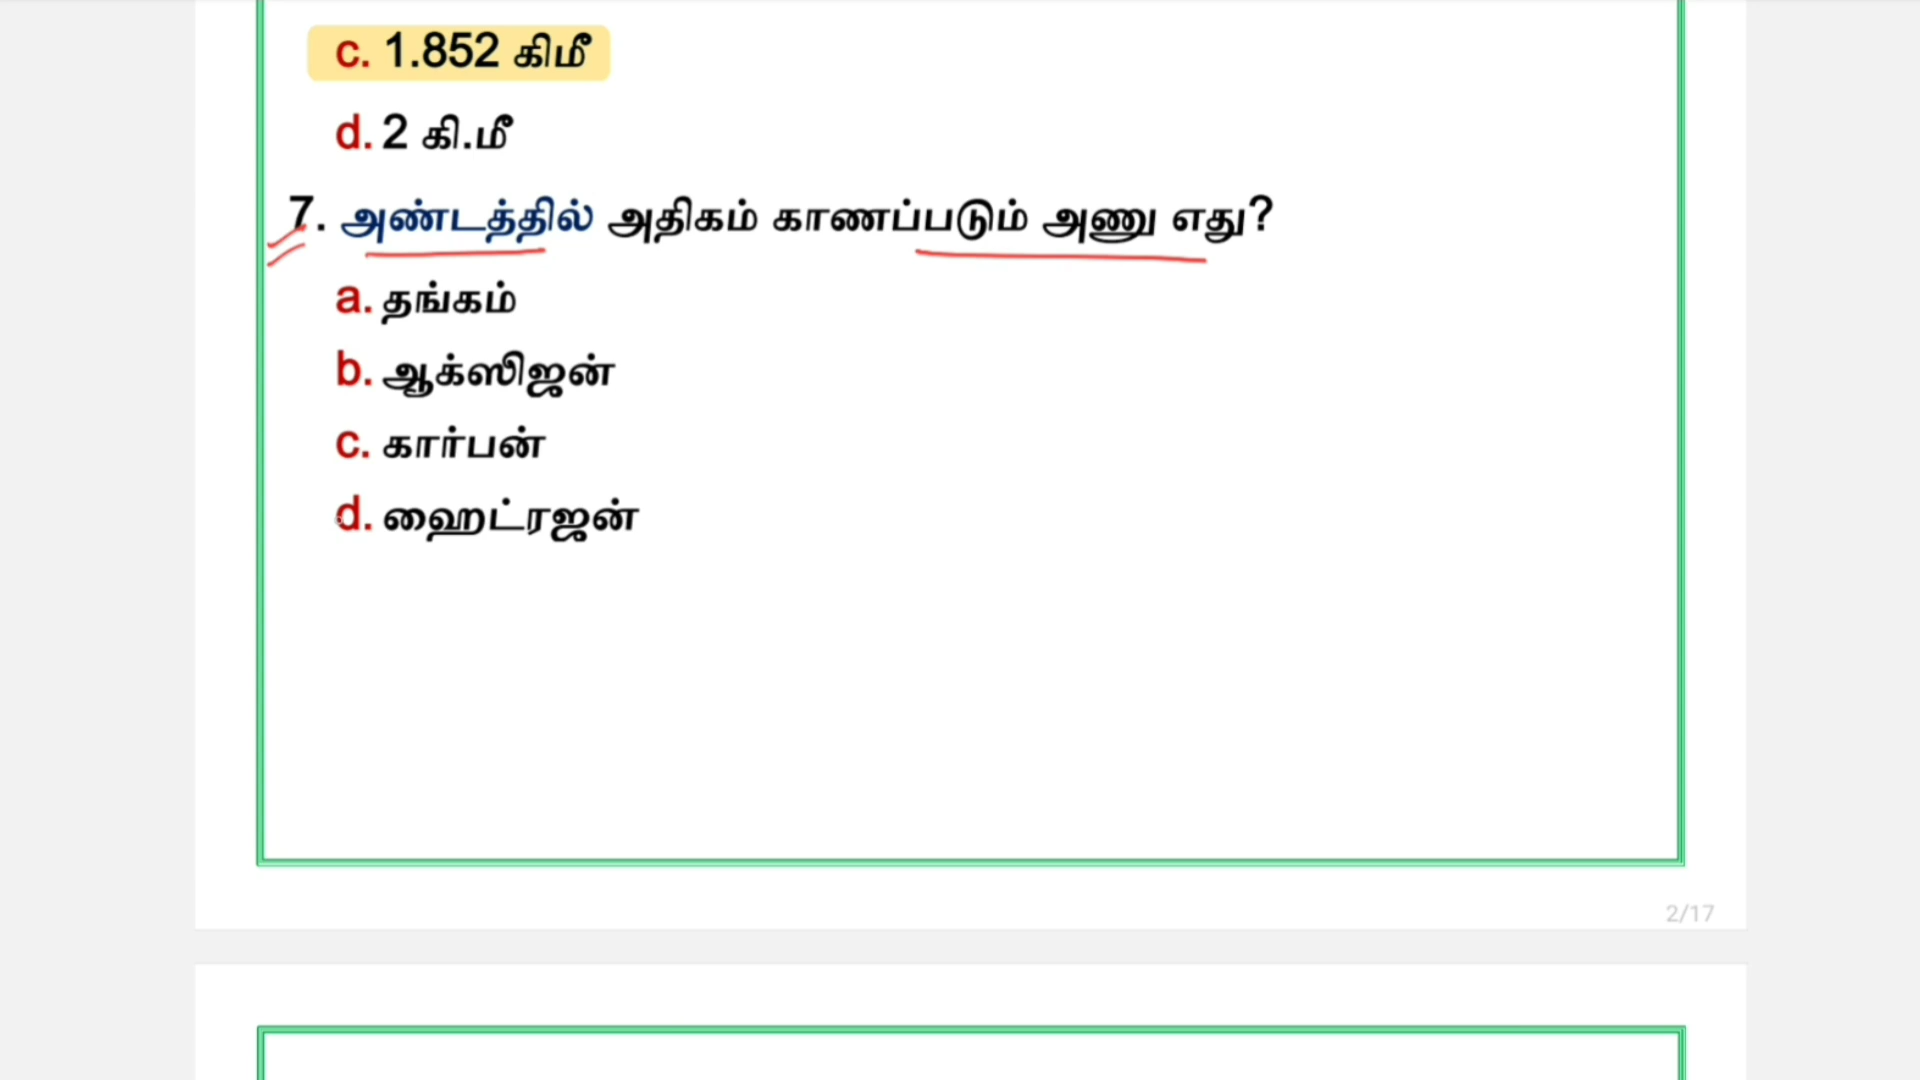 c. 1.852 கிமீ
d. 2 கி.மீ
7. அண்டத்தில் அதிகம் காணப்படும் அணு எது?
a. தங்கம்
b. ஆக்ஸிஜன்
c. கார்பன்
d. ஹைட்ரஜன்
2/17